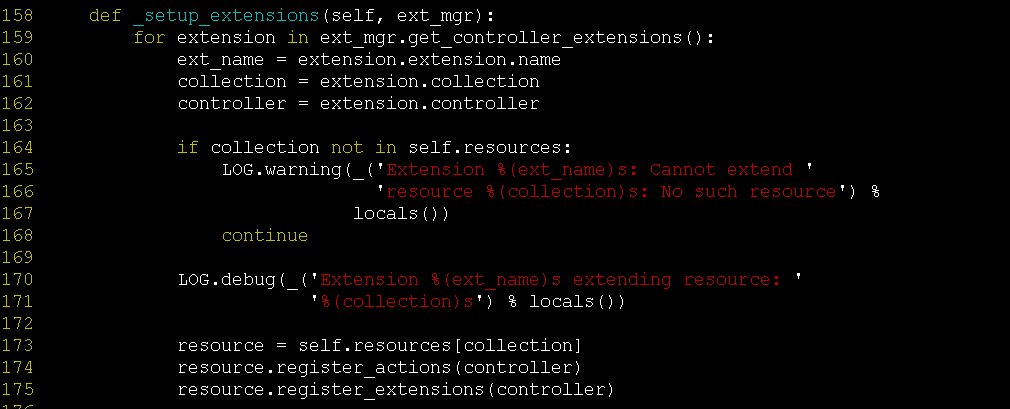 158     def _setup_extensions(self, ext_mgr):
159         for extension in ext_mgr.get_controller_extensions():
160             ext_name = extension.extension.name
161             collection = extension.collection
162             controller = extension.controller
163
164             if collection not in self.resources:
165                 LOG.warning(_('Extension %(ext_name)s: Cannot extend '
166                               'resource %(collection)s: No such resource') %
167                             locals())
168                 continue
169
170             LOG.debug(_('Extension %(ext_name)s extending resource: '
171                         '%(collection)s') % locals())
172
173             resource = self.resources[collection]
174             resource.register_actions(controller)
175             resource.register_extensions(controller)